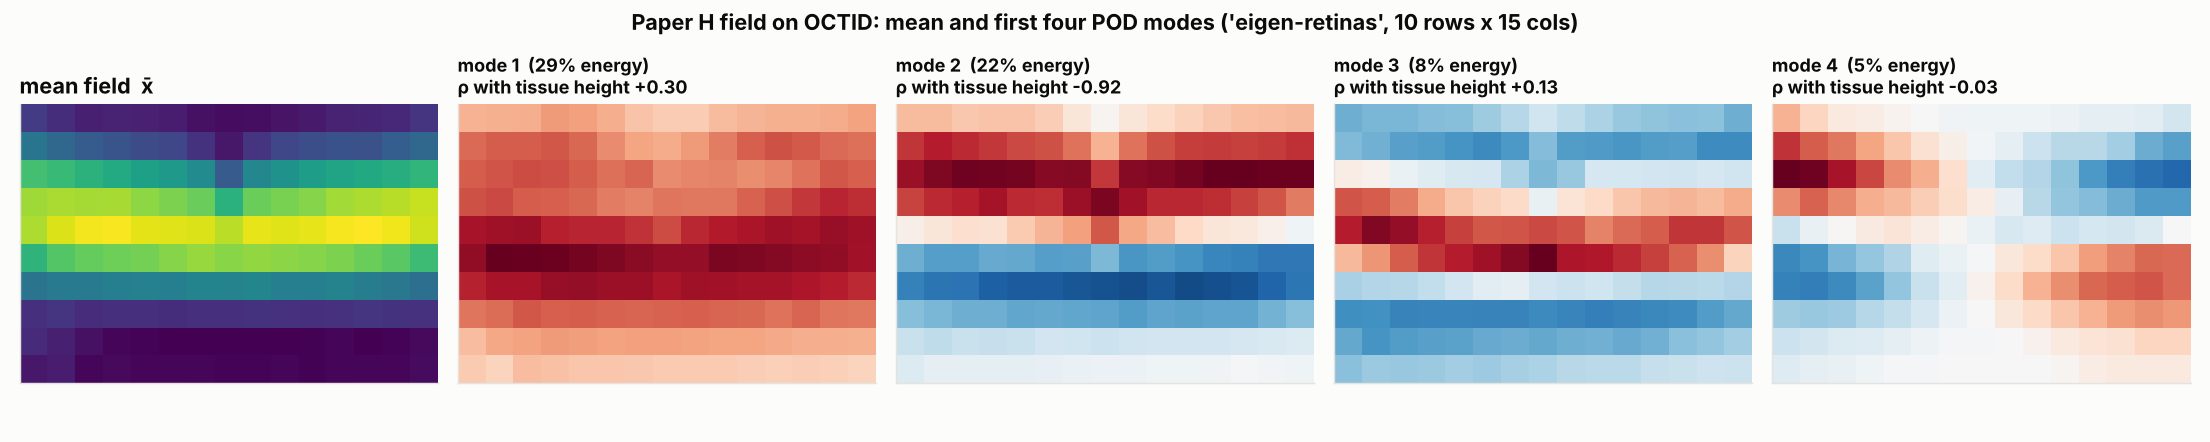 Paper H field on OCTID: mean and first four POD modes ('eigen-retinas', 10 rows x 15 cols)
mean field x̄
mode 1 (29% energy)
ρ with tissue height +0.30
mode 2 (22% energy)
ρ with tissue height -0.92
mode 3 (8% energy)
ρ with tissue height +0.13
mode 4 (5% energy)
ρ with tissue height -0.03